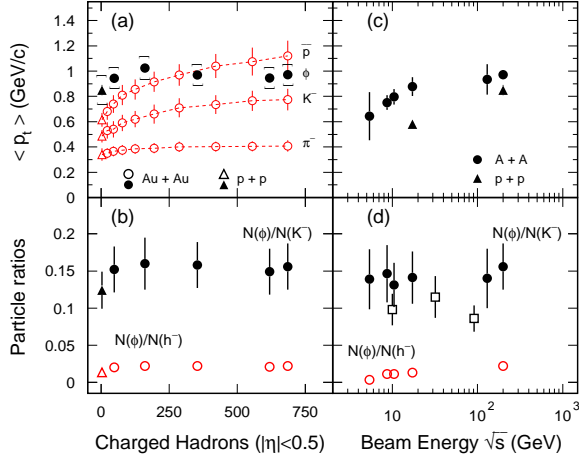 (a)
(c)
< p_t > (GeV/c)
1.4
1.2
1
0.8
0.6
0.4
0.2
0
p̄
ϕ
K⁻
π⁻
Au + Au
p + p
A + A
p + p
(b)
(d)
Particle ratios
0.2
0.15
0.1
0.05
0
N(ϕ)/N(K⁻)
N(ϕ)/N(h⁻)
N(ϕ)/N(K⁻)
N(ϕ)/N(h⁻)
0 250 500 750
10 10² 10³
Charged Hadrons (|η|<0.5)
Beam Energy √s (GeV)